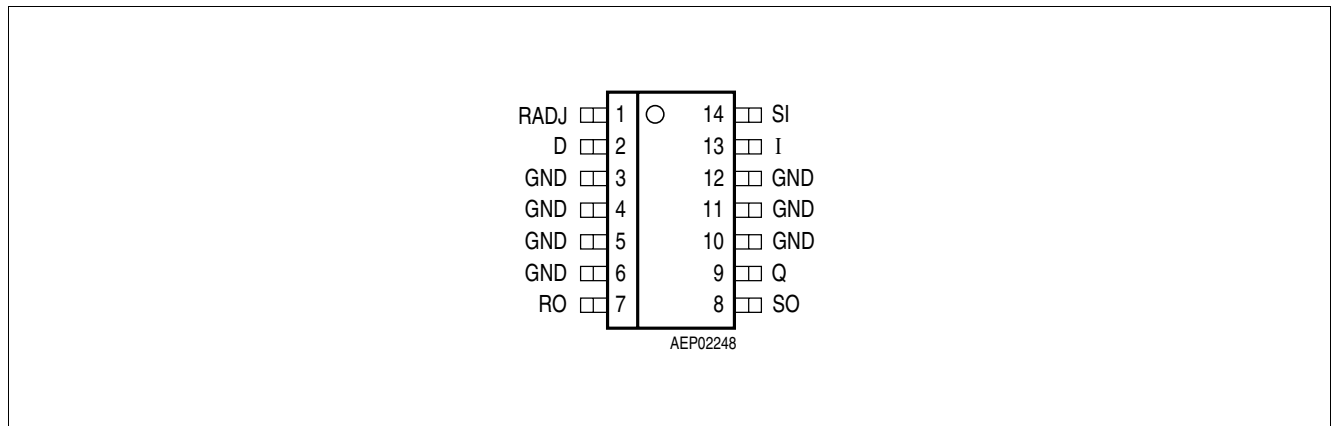 RADJ 1 14 SI
D 2 13 I
GND 3 12 GND
GND 4 11 GND
GND 5 10 GND
GND 6 9 Q
RO 7 8 SO
AEP02248